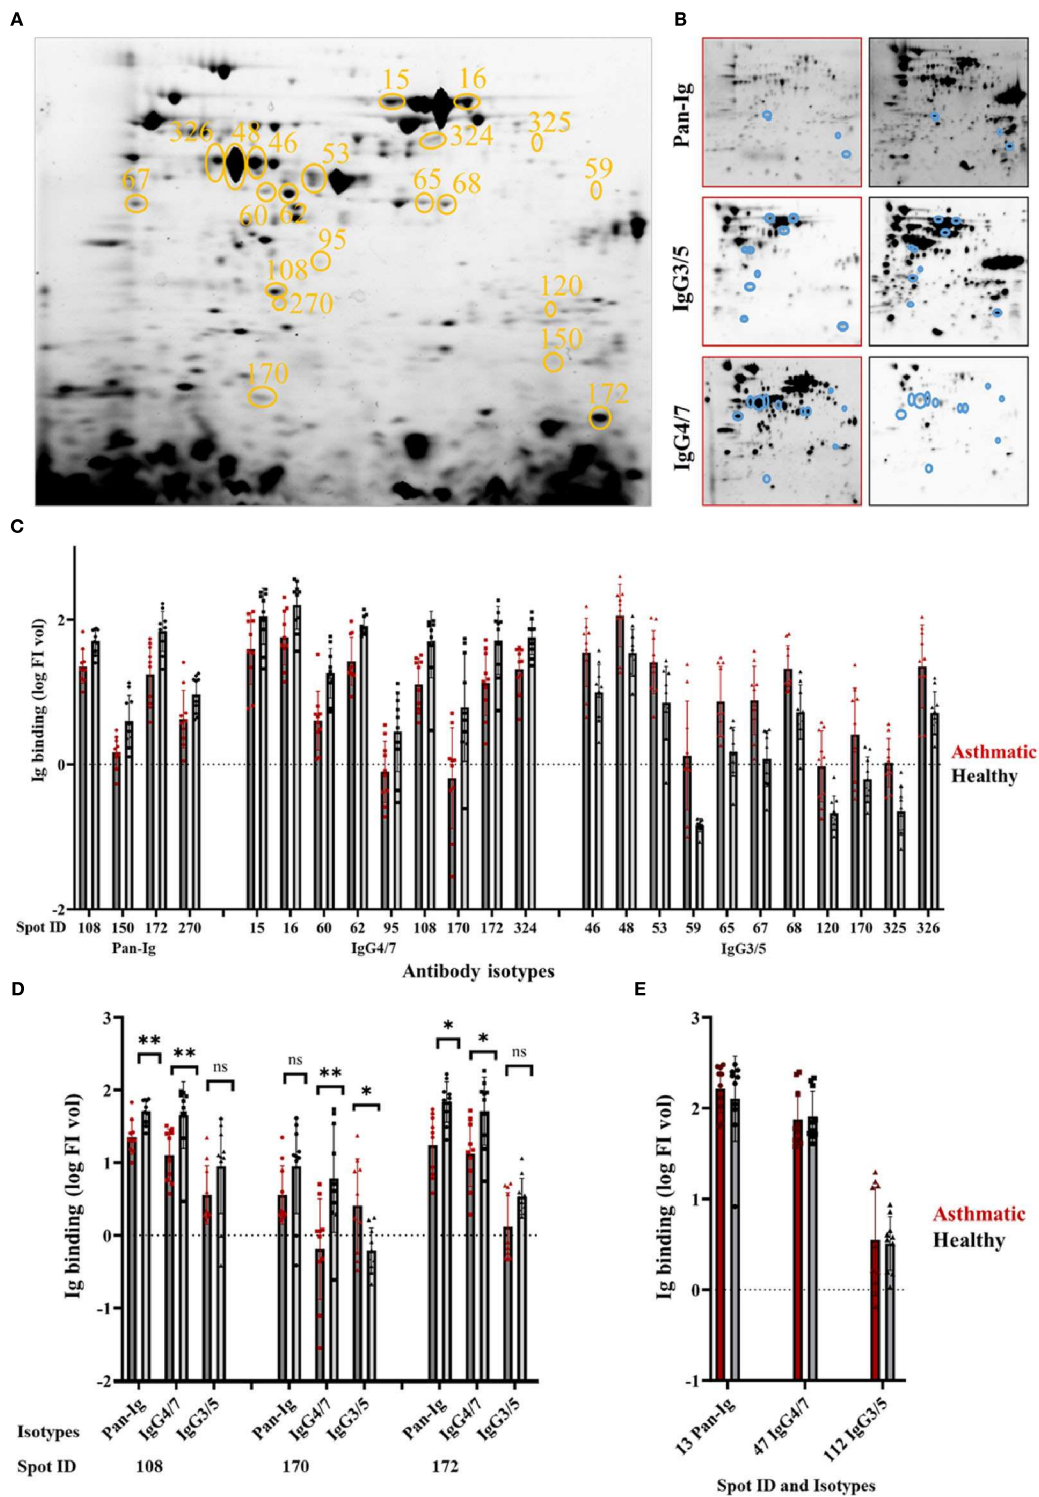 A
B
15
16
325
324
326
48
46
53
59
67
65
68
60
62
95
108
270
120
150
170
172
Pan-Ig
IgG3/5
IgG4/7
C
Ig binding (log FI vol)
2
0
-2
Asthmatic
Healthy
Spot ID
108 150 172 270 15 16 60 62 95 108 170 172 324 46 48 53 59 65 67 68 120 170 325 326
Pan-Ig IgG4/7 IgG3/5
Antibody isotypes
D
Ig binding (log FI vol)
3
2
1
0
-1
-2
** ** ns ns ** * * * ns
Pan-Ig IgG4/7 IgG3/5 Pan-Ig IgG4/7 IgG3/5 Pan-Ig IgG4/7 IgG3/5
Isotypes
Spot ID 108 170 172
E
Ig binding (log FI vol)
3
2
1
0
-1
Asthmatic
Healthy
13 Pan-Ig 47 IgG4/7 112 IgG3/5
Spot ID and Isotypes